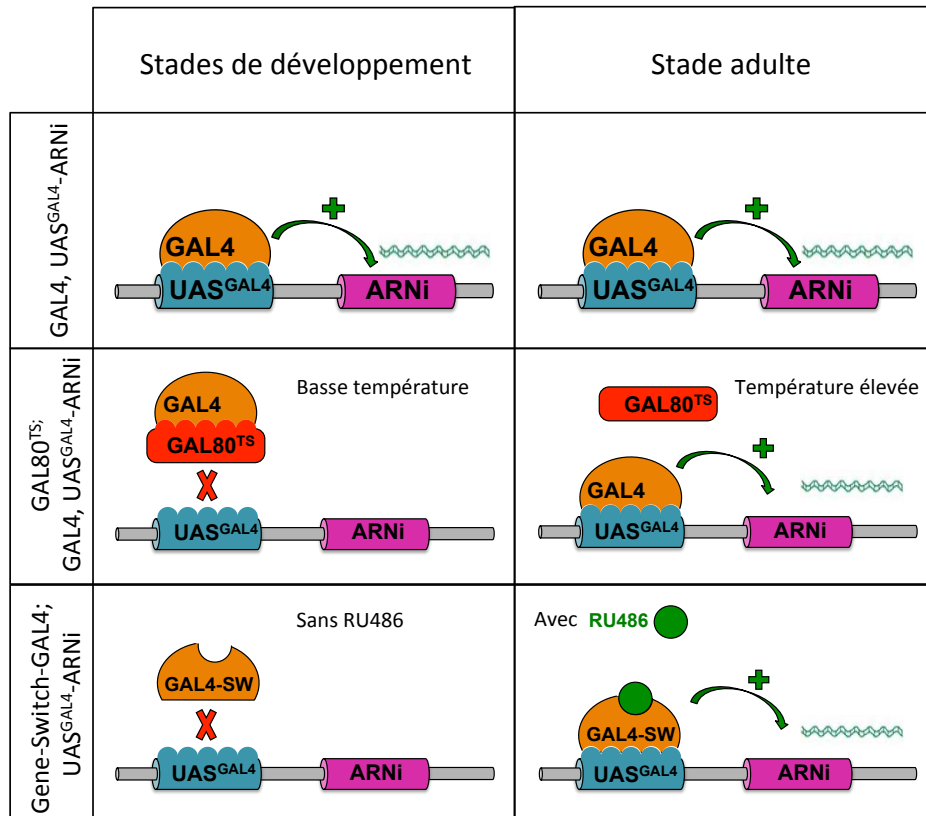 Stades de développement
Stade adulte
GAL4, UASGAL4-ARNi
GAL4
UASGAL4
ARNi
GAL4
UASGAL4
ARNi
GAL80TS;
GAL4, UASGAL4-ARNi
Basse température
GAL4
GAL80TS
UASGAL4
ARNi
Température élevée
GAL80TS
GAL4
UASGAL4
ARNi
Gene-Switch-GAL4;
UASGAL4-ARNi
Sans RU486
GAL4-SW
UASGAL4
ARNi
Avec RU486
GAL4-SW
UASGAL4
ARNi